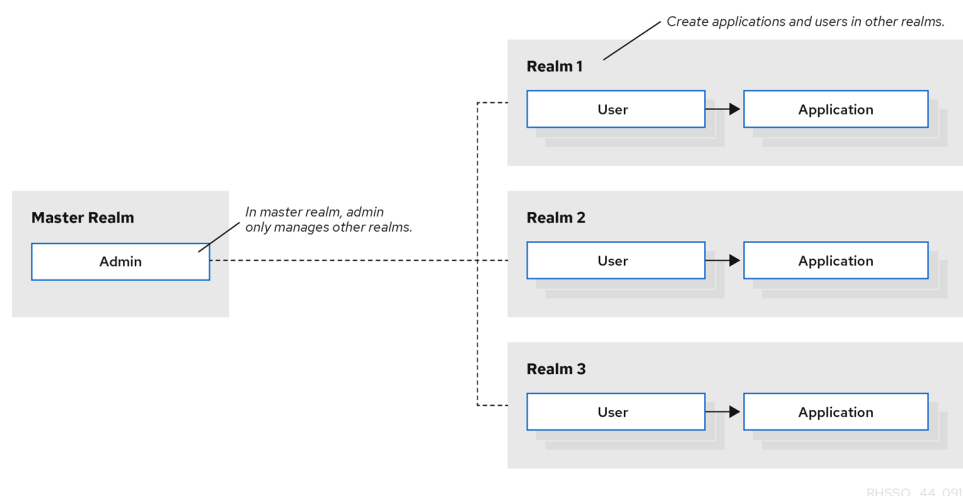 Create applications and users in other realms.
Realm 1
User
Application
Master Realm
In master realm, admin
only manages other realms.
Admin
Realm 2
User
Application
Realm 3
User
Application
RHSSO_44_0919